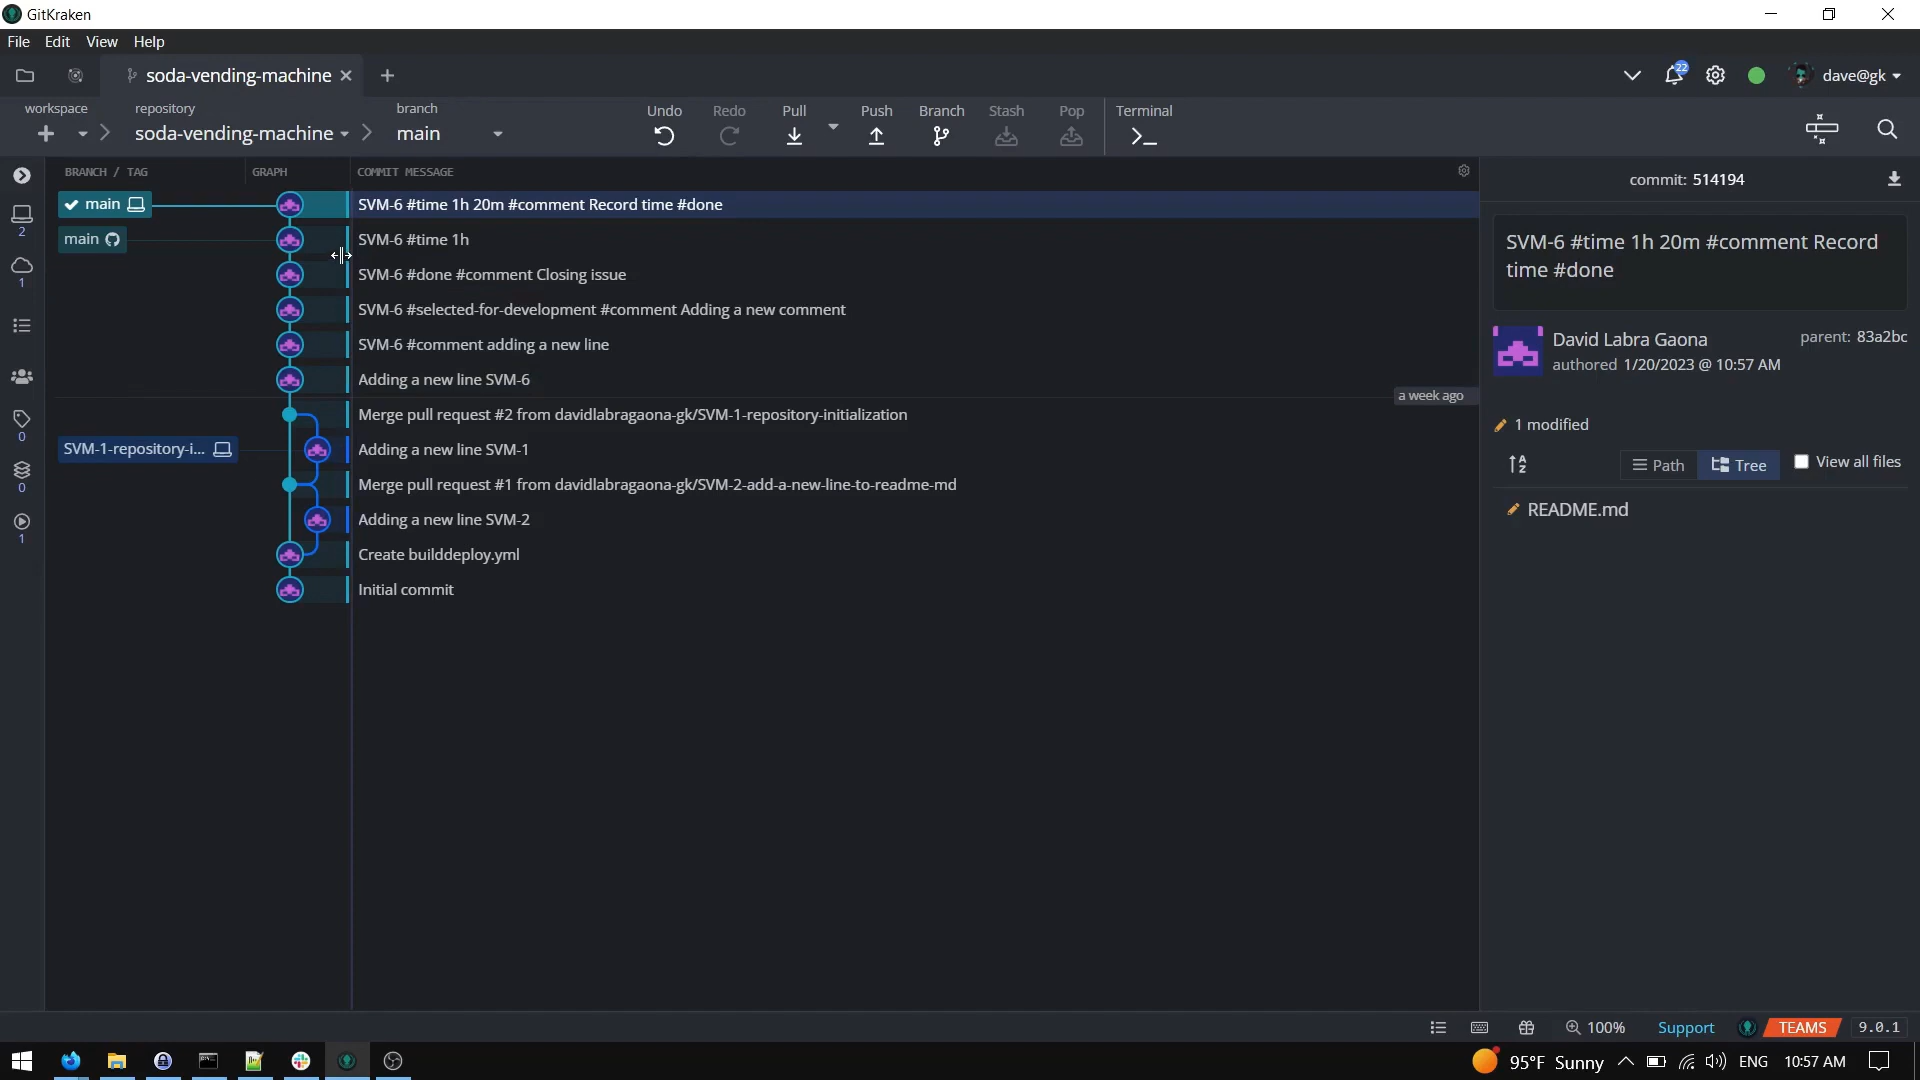 GitKraken
File Edit View Help
soda-vending-machine
22
dave@gk
workspace
repository
soda-vending-machine
branch
main
Undo Redo Pull Push Branch Stash Pop Terminal
BRANCH / TAG GRAPH COMMIT MESSAGE
main SVM-6 #time 1h 20m #comment Record time #done
main SVM-6 #time 1h
SVM-6 #done #comment Closing issue
SVM-6 #selected-for-development #comment Adding a new comment
SVM-6 #comment adding a new line
Adding a new line SVM-6
a week ago
Merge pull request #2 from davidlabragaona-gk/SVM-1-repository-initialization
SVM-1-repository-i... Adding a new line SVM-1
Merge pull request #1 from davidlabragaona-gk/SVM-2-add-a-new-line-to-readme-md
Adding a new line SVM-2
Create builddeploy.yml
Initial commit
2
1
0
0
1
commit: 514194
SVM-6 #time 1h 20m #comment Record
time #done
David Labra Gaona parent: 83a2bc
authored 1/20/2023 @ 10:57 AM
1 modified
A
Z
Path Tree View all files
README.md
100% Support TEAMS 9.0.1
95°F Sunny ENG 10:57 AM